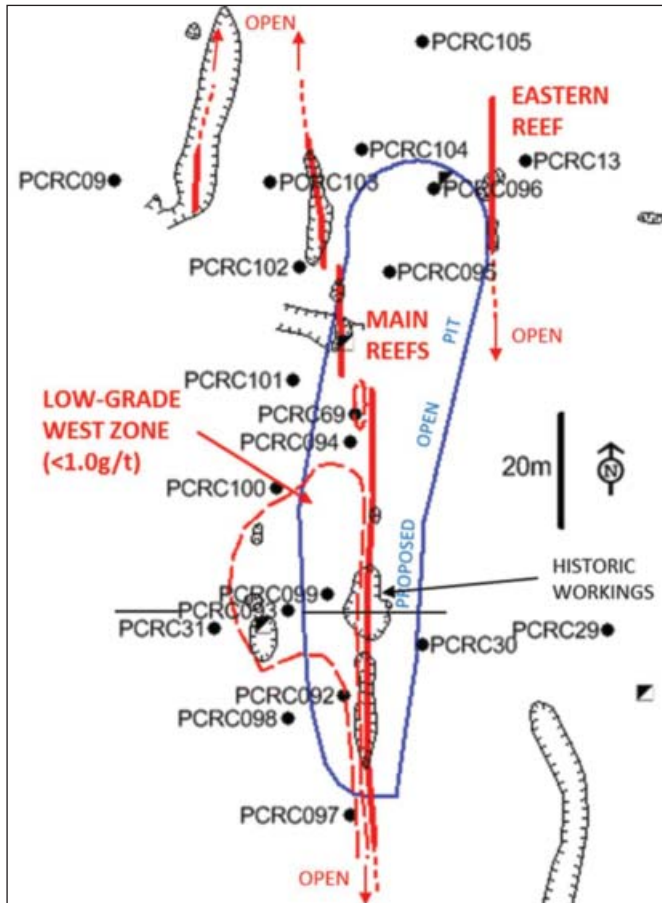 OPEN
PCRC105
EASTERN
REEF
PCRC104
PCRC13
PCRC09
PCRC103
PCRC096
PCRC102
PCRC095
OPEN
MAIN
REEFS
PIT
PCRC101
LOW-GRADE
WEST ZONE
(<1.0g/t)
PCRC69
OPEN
PCRC094
20m
N
PCRC100
PROPOSED
HISTORIC
WORKINGS
PCRC099
PCRC093
PCRC31
PCRC30
PCRC29
PCRC092
PCRC098
PCRC097
OPEN